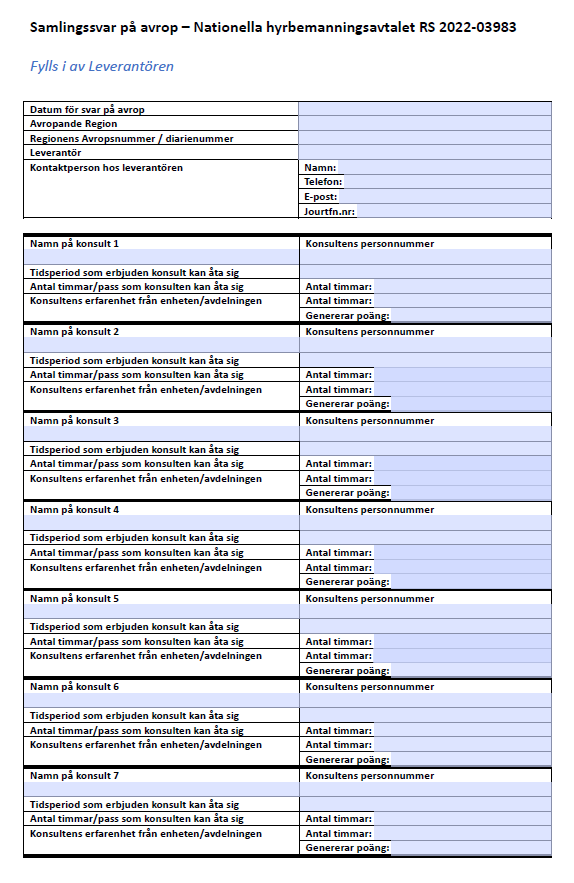 Samlingssvar på avrop – Nationella hyrbemanningsavtalet RS 2022-03983
Fylls i av Leverantören
Datum för svar på avrop
Avropande Region
Regionens Avropsnummer / diarienummer
Leverantör
Kontaktperson hos leverantören Namn:
Telefon:
E-post:
Jourtfn.nr:
Namn på konsult 1 Konsultens personnummer
Tidsperiod som erbjuden konsult kan åta sig
Antal timmar/pass som konsulten kan åta sig Antal timmar:
Konsultens erfarenhet från enheten/avdelningen Antal timmar:
Genererar poäng:
Namn på konsult 2 Konsultens personnummer
Tidsperiod som erbjuden konsult kan åta sig
Antal timmar/pass som konsulten kan åta sig Antal timmar:
Konsultens erfarenhet från enheten/avdelningen Antal timmar:
Genererar poäng:
Namn på konsult 3 Konsultens personnummer
Tidsperiod som erbjuden konsult kan åta sig
Antal timmar/pass som konsulten kan åta sig Antal timmar:
Konsultens erfarenhet från enheten/avdelningen Antal timmar:
Genererar poäng:
Namn på konsult 4 Konsultens personnummer
Tidsperiod som erbjuden konsult kan åta sig
Antal timmar/pass som konsulten kan åta sig Antal timmar:
Konsultens erfarenhet från enheten/avdelningen Antal timmar:
Genererar poäng:
Namn på konsult 5 Konsultens personnummer
Tidsperiod som erbjuden konsult kan åta sig
Antal timmar/pass som konsulten kan åta sig Antal timmar:
Konsultens erfarenhet från enheten/avdelningen Antal timmar:
Genererar poäng:
Namn på konsult 6 Konsultens personnummer
Tidsperiod som erbjuden konsult kan åta sig
Antal timmar/pass som konsulten kan åta sig Antal timmar:
Konsultens erfarenhet från enheten/avdelningen Antal timmar:
Genererar poäng:
Namn på konsult 7 Konsultens personnummer
Tidsperiod som erbjuden konsult kan åta sig
Antal timmar/pass som konsulten kan åta sig Antal timmar:
Konsultens erfarenhet från enheten/avdelningen Antal timmar:
Genererar poäng: